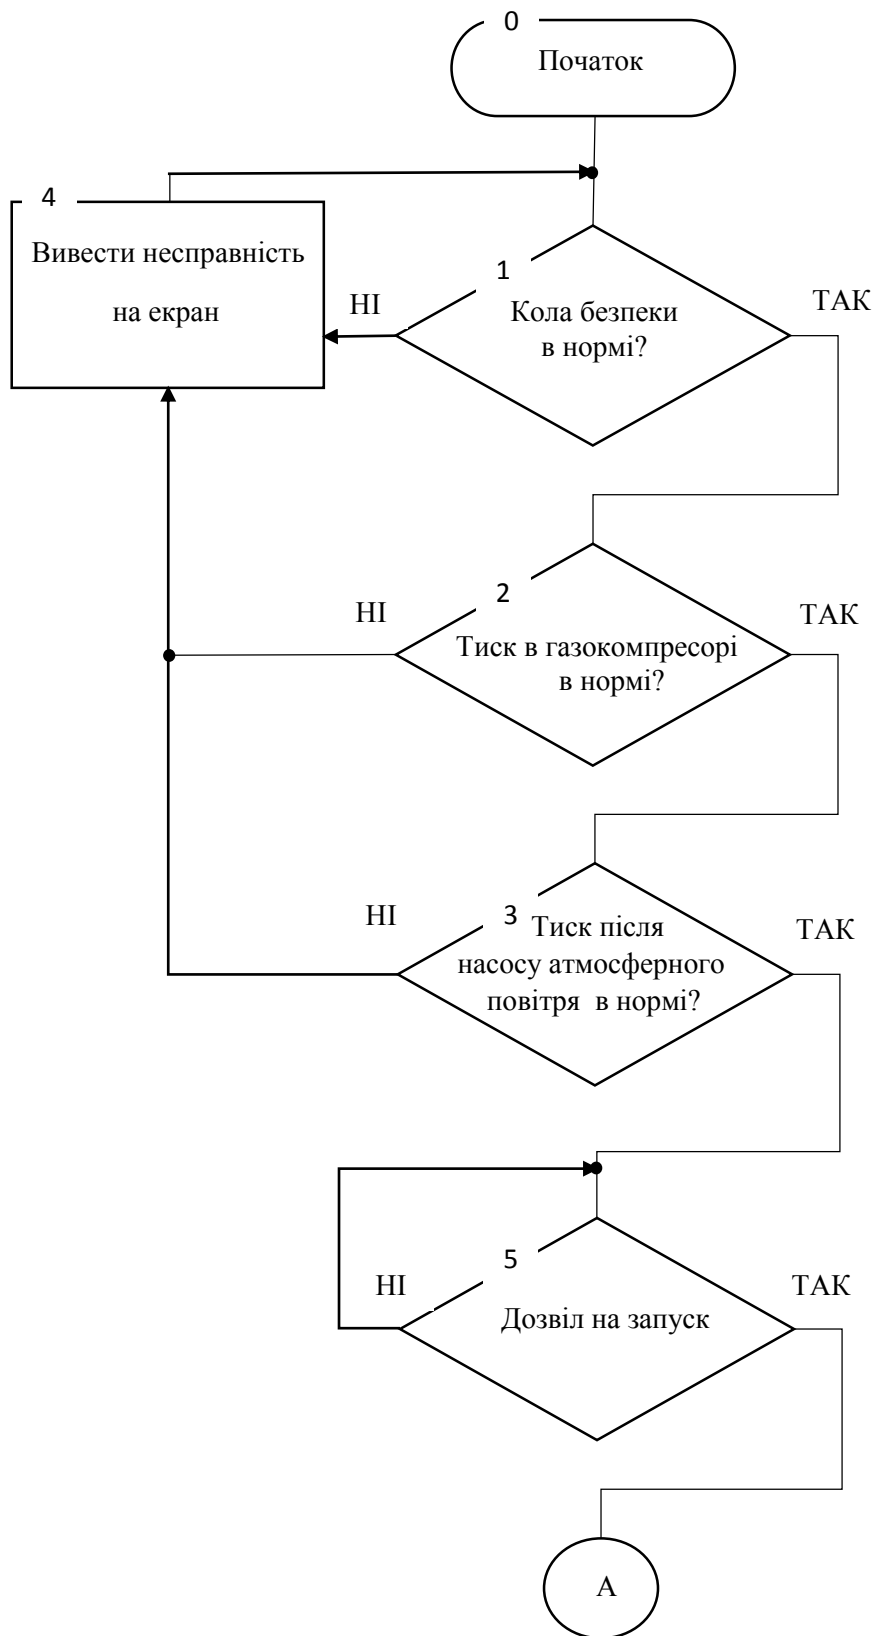 0
Початок
4
Вивести несправність
на екран
НІ
1
Кола безпеки
в нормі?
ТАК
НІ
2
Тиск в газокомпресорі
в нормі?
ТАК
НІ
3
Тиск після
насосу атмосферного
повітря в нормі?
ТАК
НІ
5
Дозвіл на запуск
ТАК
А